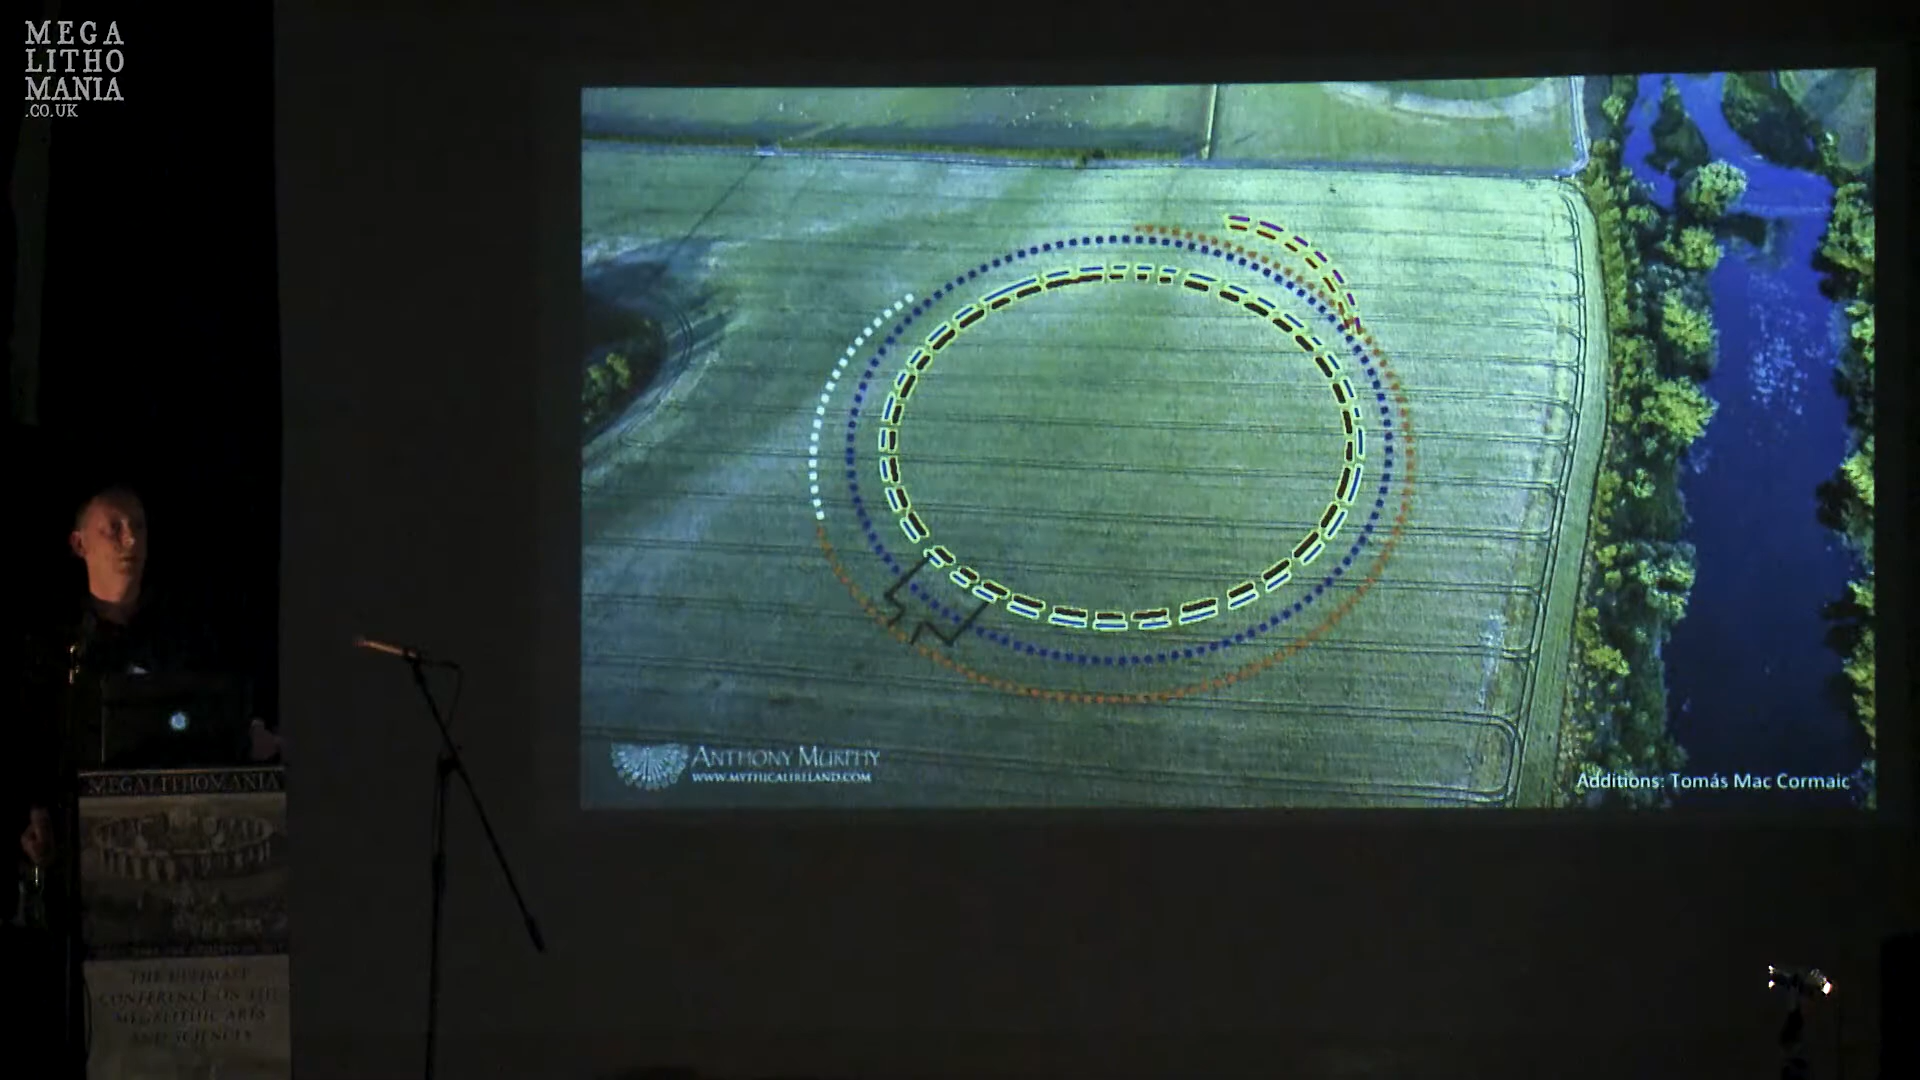 MEGA
LITHO
MANIA
.CO.UK
ANTHONY MURPHY
WWW.MYTHICALIRELAND.COM
Additions: Tomás Mac Cormaic
MEGALITHOMANIA
THE ULTIMATE
CONFERENCE ON THE
MEGALITHIC ARTS
AND SCIENCES